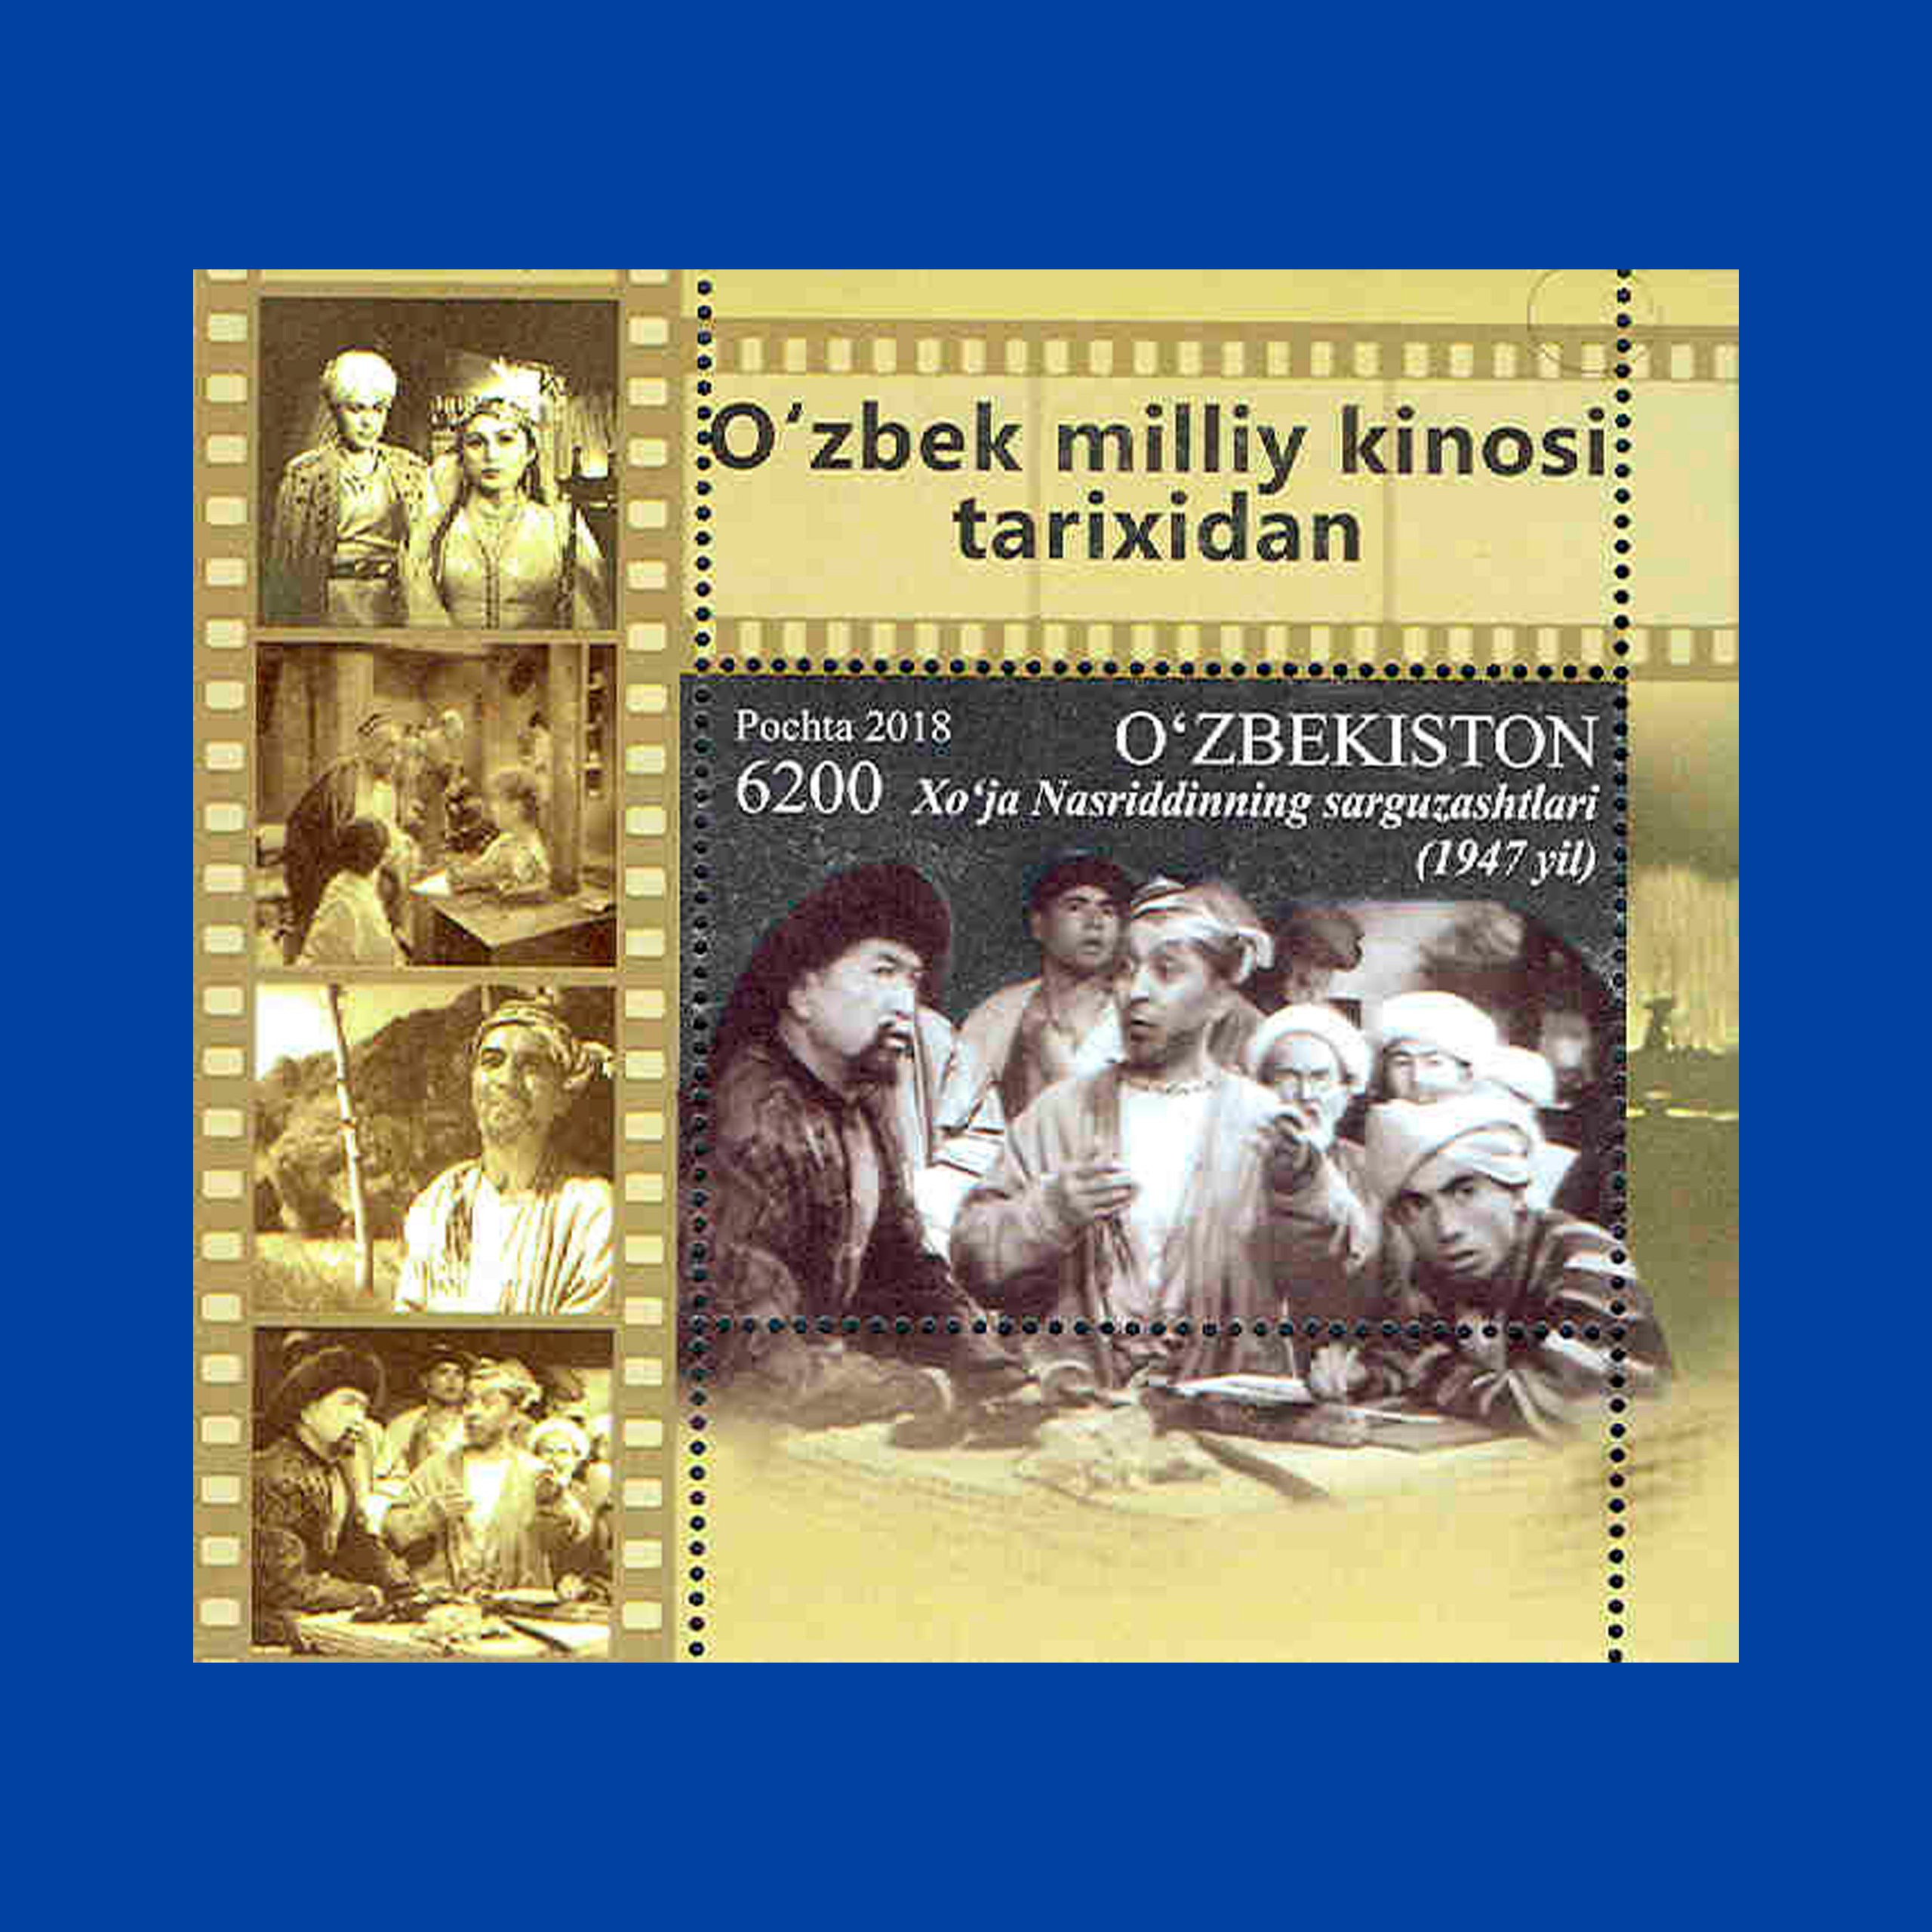 O‘zbek milliy kinosi
tarixidan
Pochta 2018
O‘ZBEKISTON
6200
Xo‘ja Nasriddinning sarguzashtlari
(1947 yil)